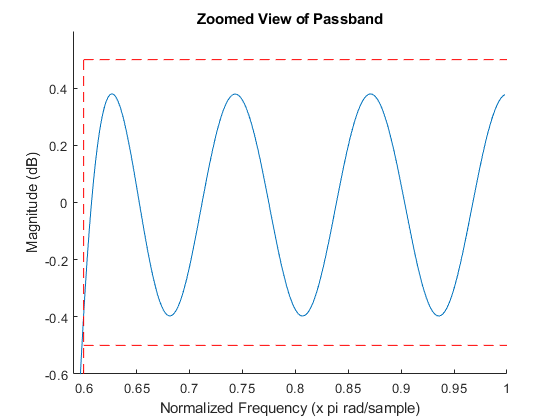 Zoomed View of Passband
Magnitude (dB)
0.4
0.2
0
-0.2
-0.4
-0.6
0.6 0.65 0.7 0.75 0.8 0.85 0.9 0.95 1
Normalized Frequency (x pi rad/sample)